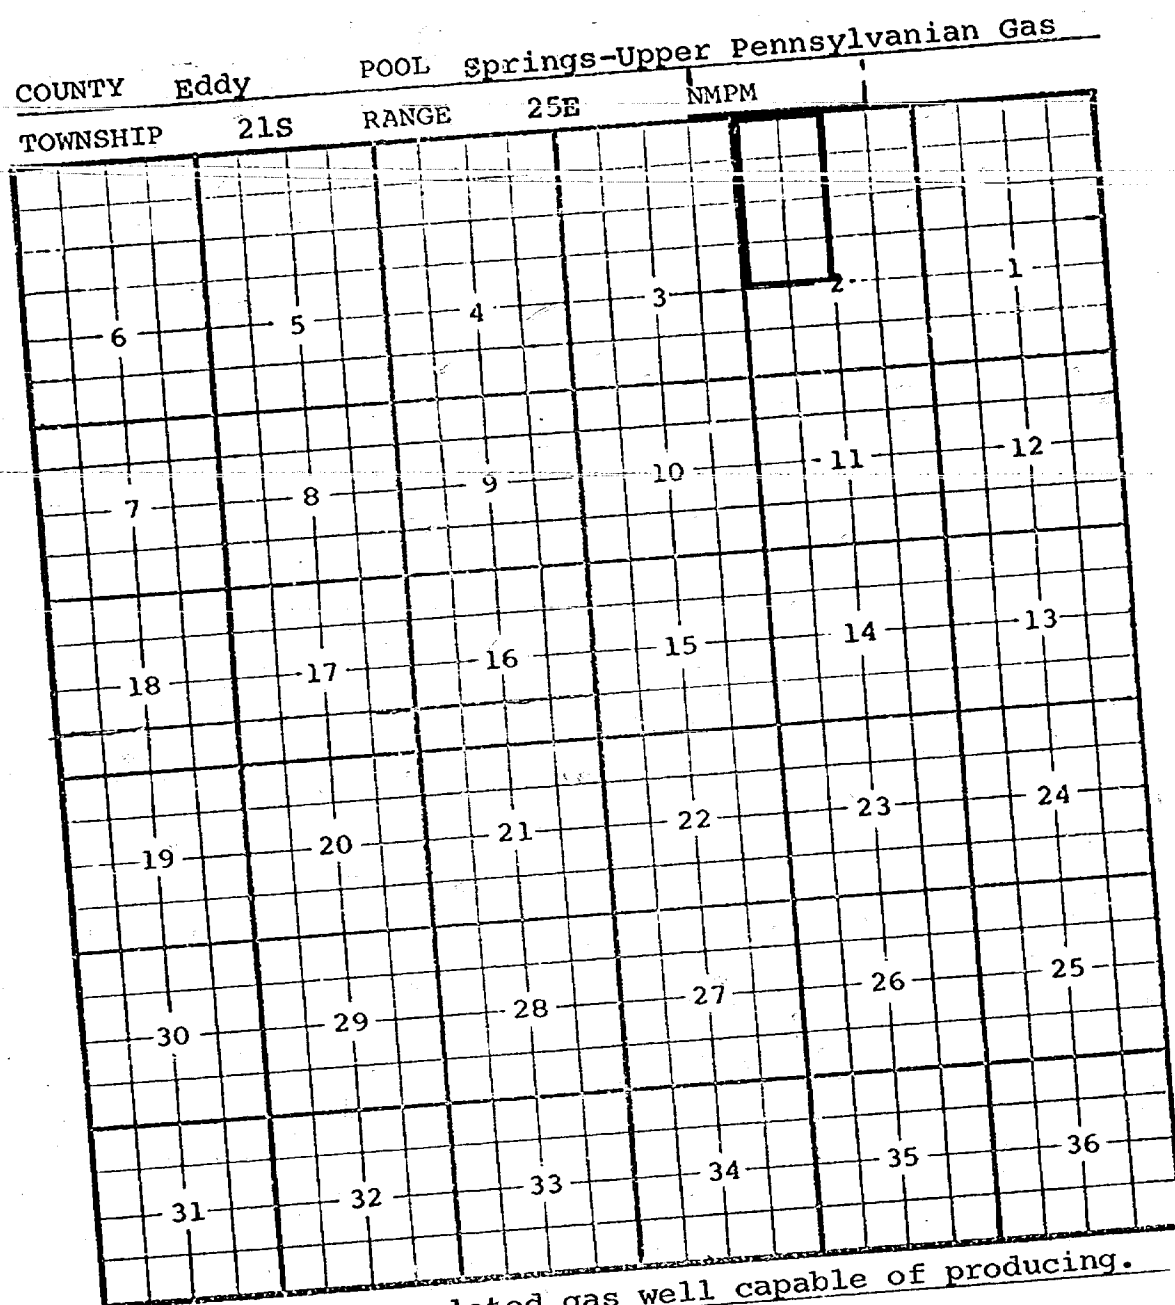 COUNTY Eddy POOL Springs-Upper Pennsylvanian Gas
TOWNSHIP 21S RANGE 25E NMPM
6 5 4 3 2 1
7 8 9 10 11 12
18 17 16 15 14 13
19 20 21 22 23 24
30 29 28 27 26 25
31 32 33 34 35 36
gas well capable of producing.